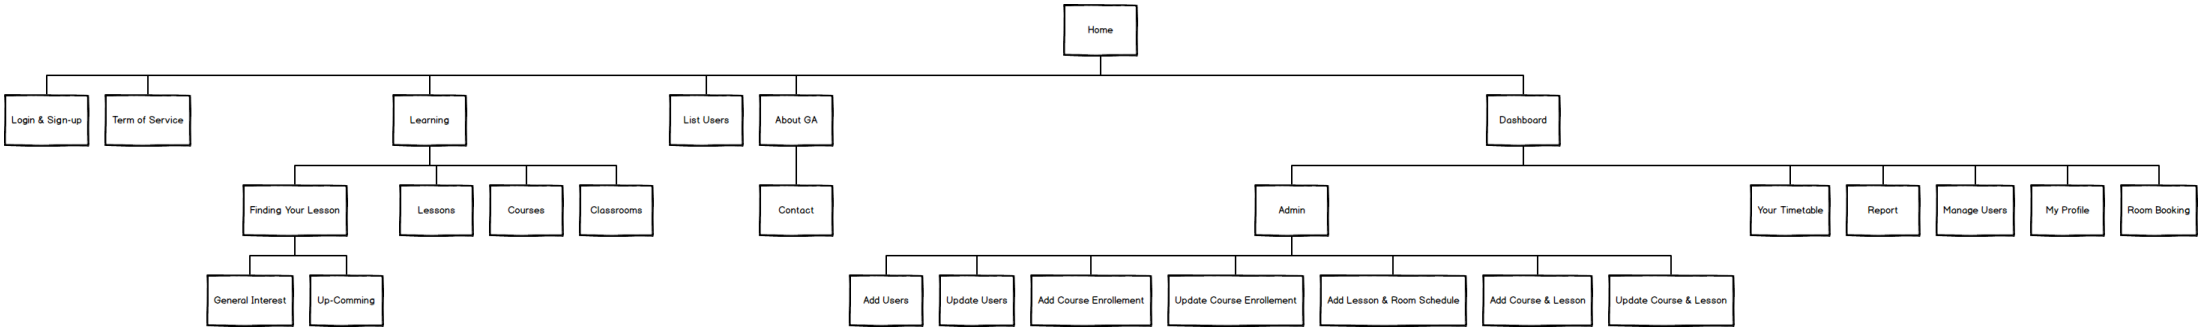 Home
Login & Sign-up
Term of Service
Learning
List Users
About GA
Dashboard
Finding Your Lesson
Lessons
Courses
Classrooms
Contact
Admin
Your Timetable
Report
Manage Users
My Profile
Room Booking
General Interest
Up-Comming
Add Users
Update Users
Add Course Enrollement
Update Course Enrollement
Add Lesson & Room Schedule
Add Course & Lesson
Update Course & Lesson